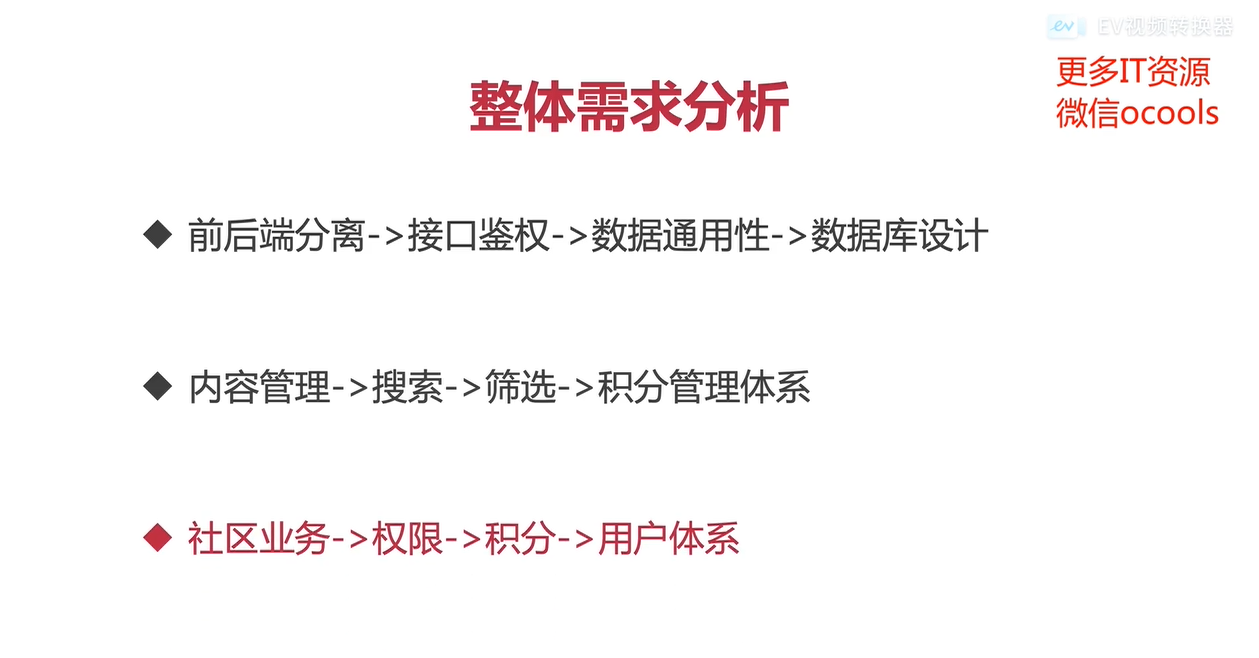 EV视频转换器
更多IT资源
微信ocools
整体需求分析
前后端分离->接口鉴权->数据通用性->数据库设计
内容管理->搜索->筛选->积分管理体系
社区业务->权限->积分->用户体系